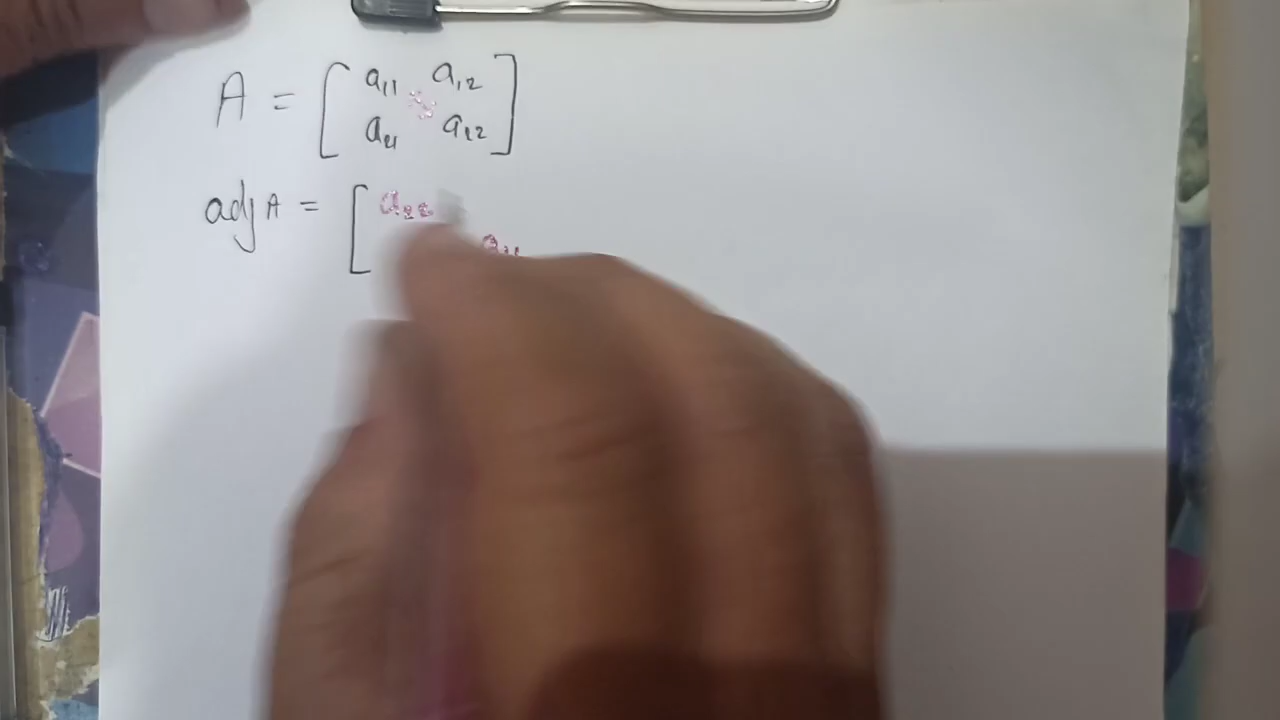 A = [ a₁₁ a₁₂
a₂₁ a₂₂ ]
adj A = [ a₂₂
a₁₁